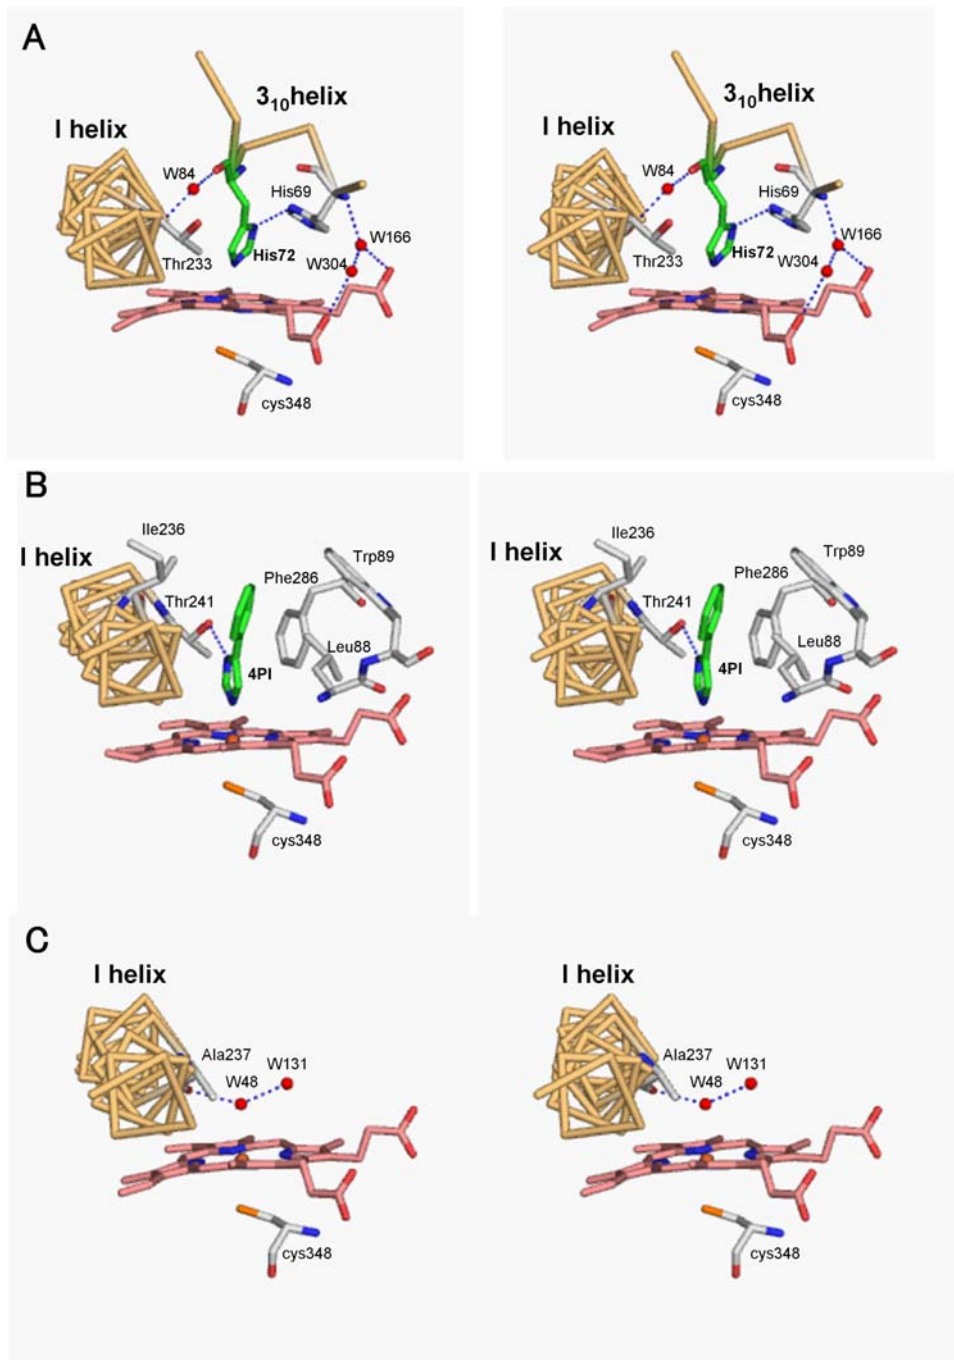 A
3₁₀helix
I helix
W84
His69
W166
Thr233
His72
W304
cys348
3₁₀helix
I helix
W84
His69
W166
Thr233
His72
W304
cys348
B
Ile236
I helix
Trp89
Phe286
Thr241
Leu88
4PI
cys348
Ile236
I helix
Trp89
Phe286
Thr241
Leu88
4PI
cys348
C
I helix
Ala237
W131
W48
cys348
I helix
Ala237
W131
W48
cys348